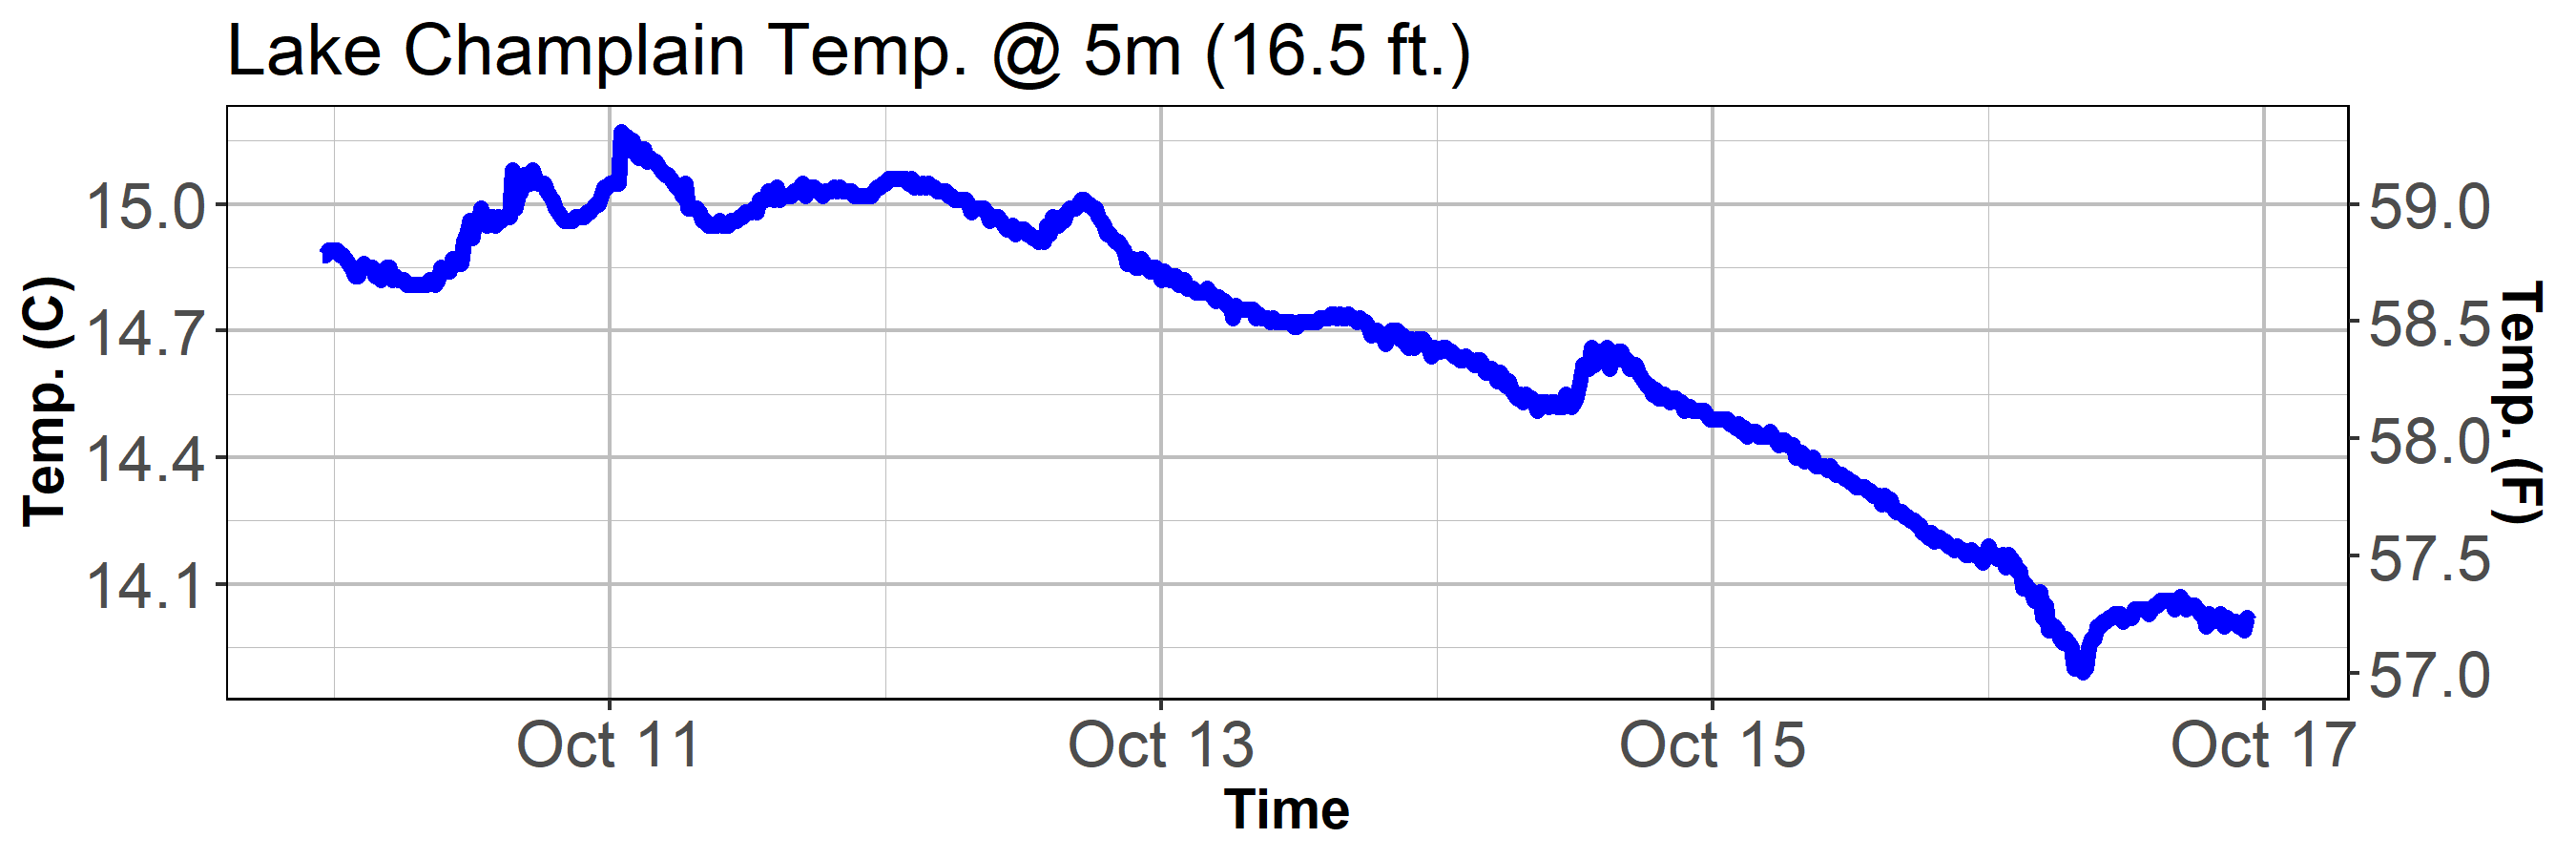 Lake Champlain Temp. @ 5m (16.5 ft.)
Temp. (C)
15.0
14.7
14.4
14.1
59.0
58.5
58.0
57.5
57.0
Temp. (F)
Oct 11 Oct 13 Oct 15 Oct 17
Time